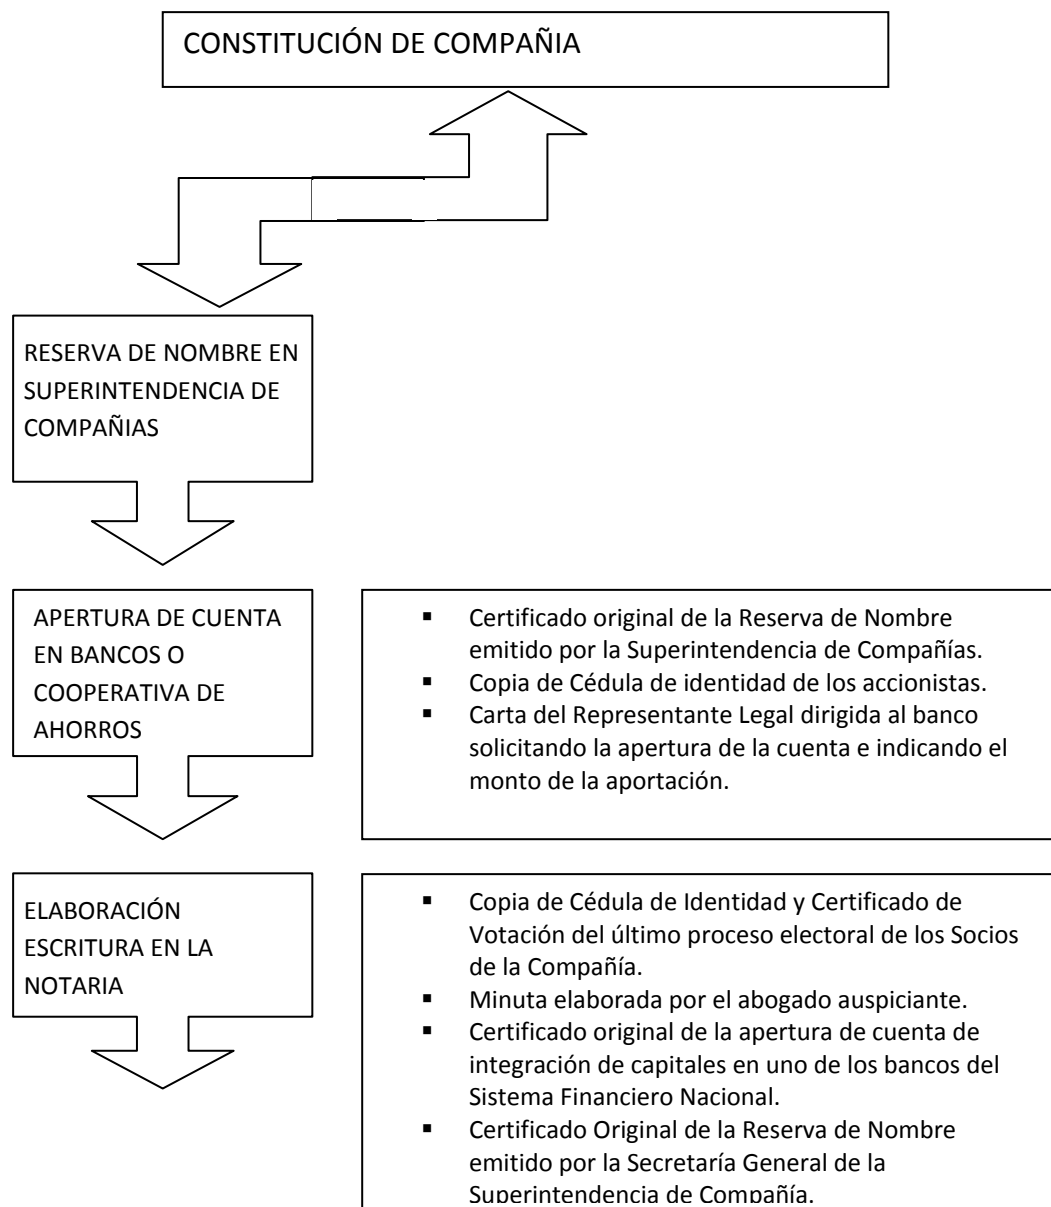 CONSTITUCIÓN DE COMPAÑIA
RESERVA DE NOMBRE EN
SUPERINTENDENCIA DE
COMPAÑIAS
APERTURA DE CUENTA
EN BANCOS O
COOPERATIVA DE
AHORROS
▪ Certificado original de la Reserva de Nombre
emitido por la Superintendencia de Compañías.
▪ Copia de Cédula de identidad de los accionistas.
▪ Carta del Representante Legal dirigida al banco
solicitando la apertura de la cuenta e indicando el
monto de la aportación.
ELABORACIÓN
ESCRITURA EN LA
NOTARIA
▪ Copia de Cédula de Identidad y Certificado de
Votación del último proceso electoral de los Socios
de la Compañía.
▪ Minuta elaborada por el abogado auspiciante.
▪ Certificado original de la apertura de cuenta de
integración de capitales en uno de los bancos del
Sistema Financiero Nacional.
▪ Certificado Original de la Reserva de Nombre
emitido por la Secretaría General de la
Superintendencia de Compañía.